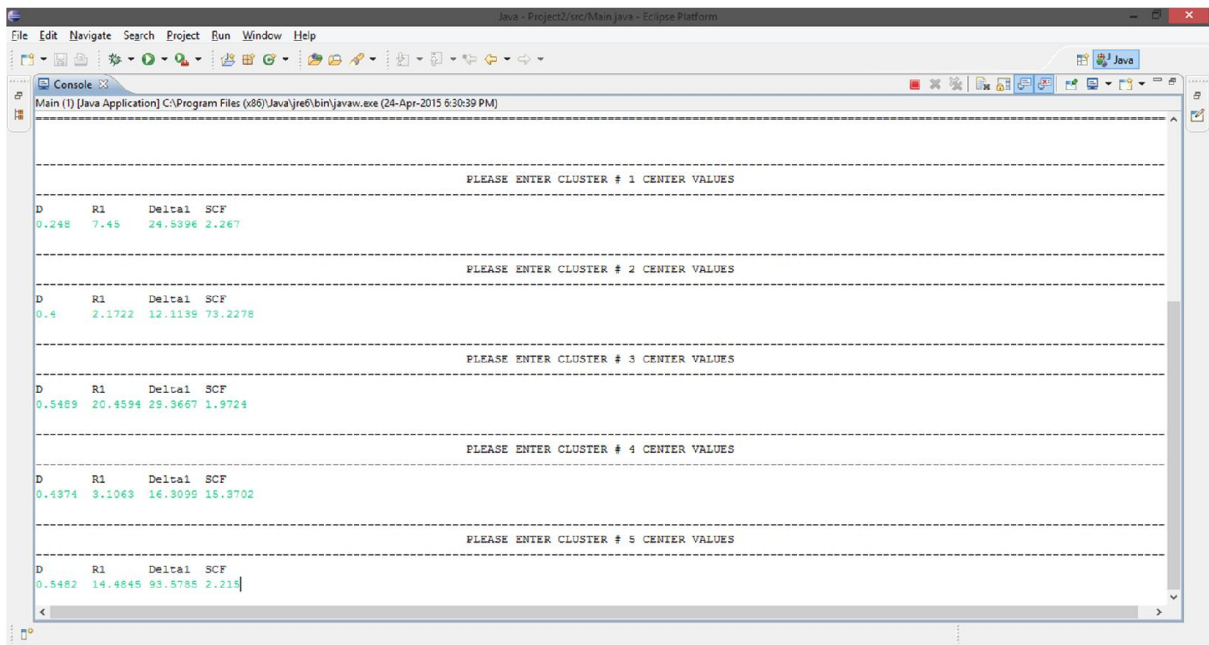 Java - Project2/src/Main.java - Eclipse Platform
File Edit Navigate Search Project Run Window Help
Java
Console
Main (1) [Java Application] C:\Program Files (x86)\Java\jre6\bin\javaw.exe (24-Apr-2015 6:30:39 PM)
PLEASE ENTER CLUSTER # 1 CENTER VALUES
D R1 Delta1 SCF
0.248 7.45 24.5396 2.267
PLEASE ENTER CLUSTER # 2 CENTER VALUES
D R1 Delta1 SCF
0.4 2.1722 12.1139 73.2278
PLEASE ENTER CLUSTER # 3 CENTER VALUES
D R1 Delta1 SCF
0.5489 20.4594 29.3667 1.9724
PLEASE ENTER CLUSTER # 4 CENTER VALUES
D R1 Delta1 SCF
0.4374 3.1063 16.3099 15.3702
PLEASE ENTER CLUSTER # 5 CENTER VALUES
D R1 Delta1 SCF
0.5482 14.4845 93.5785 2.215